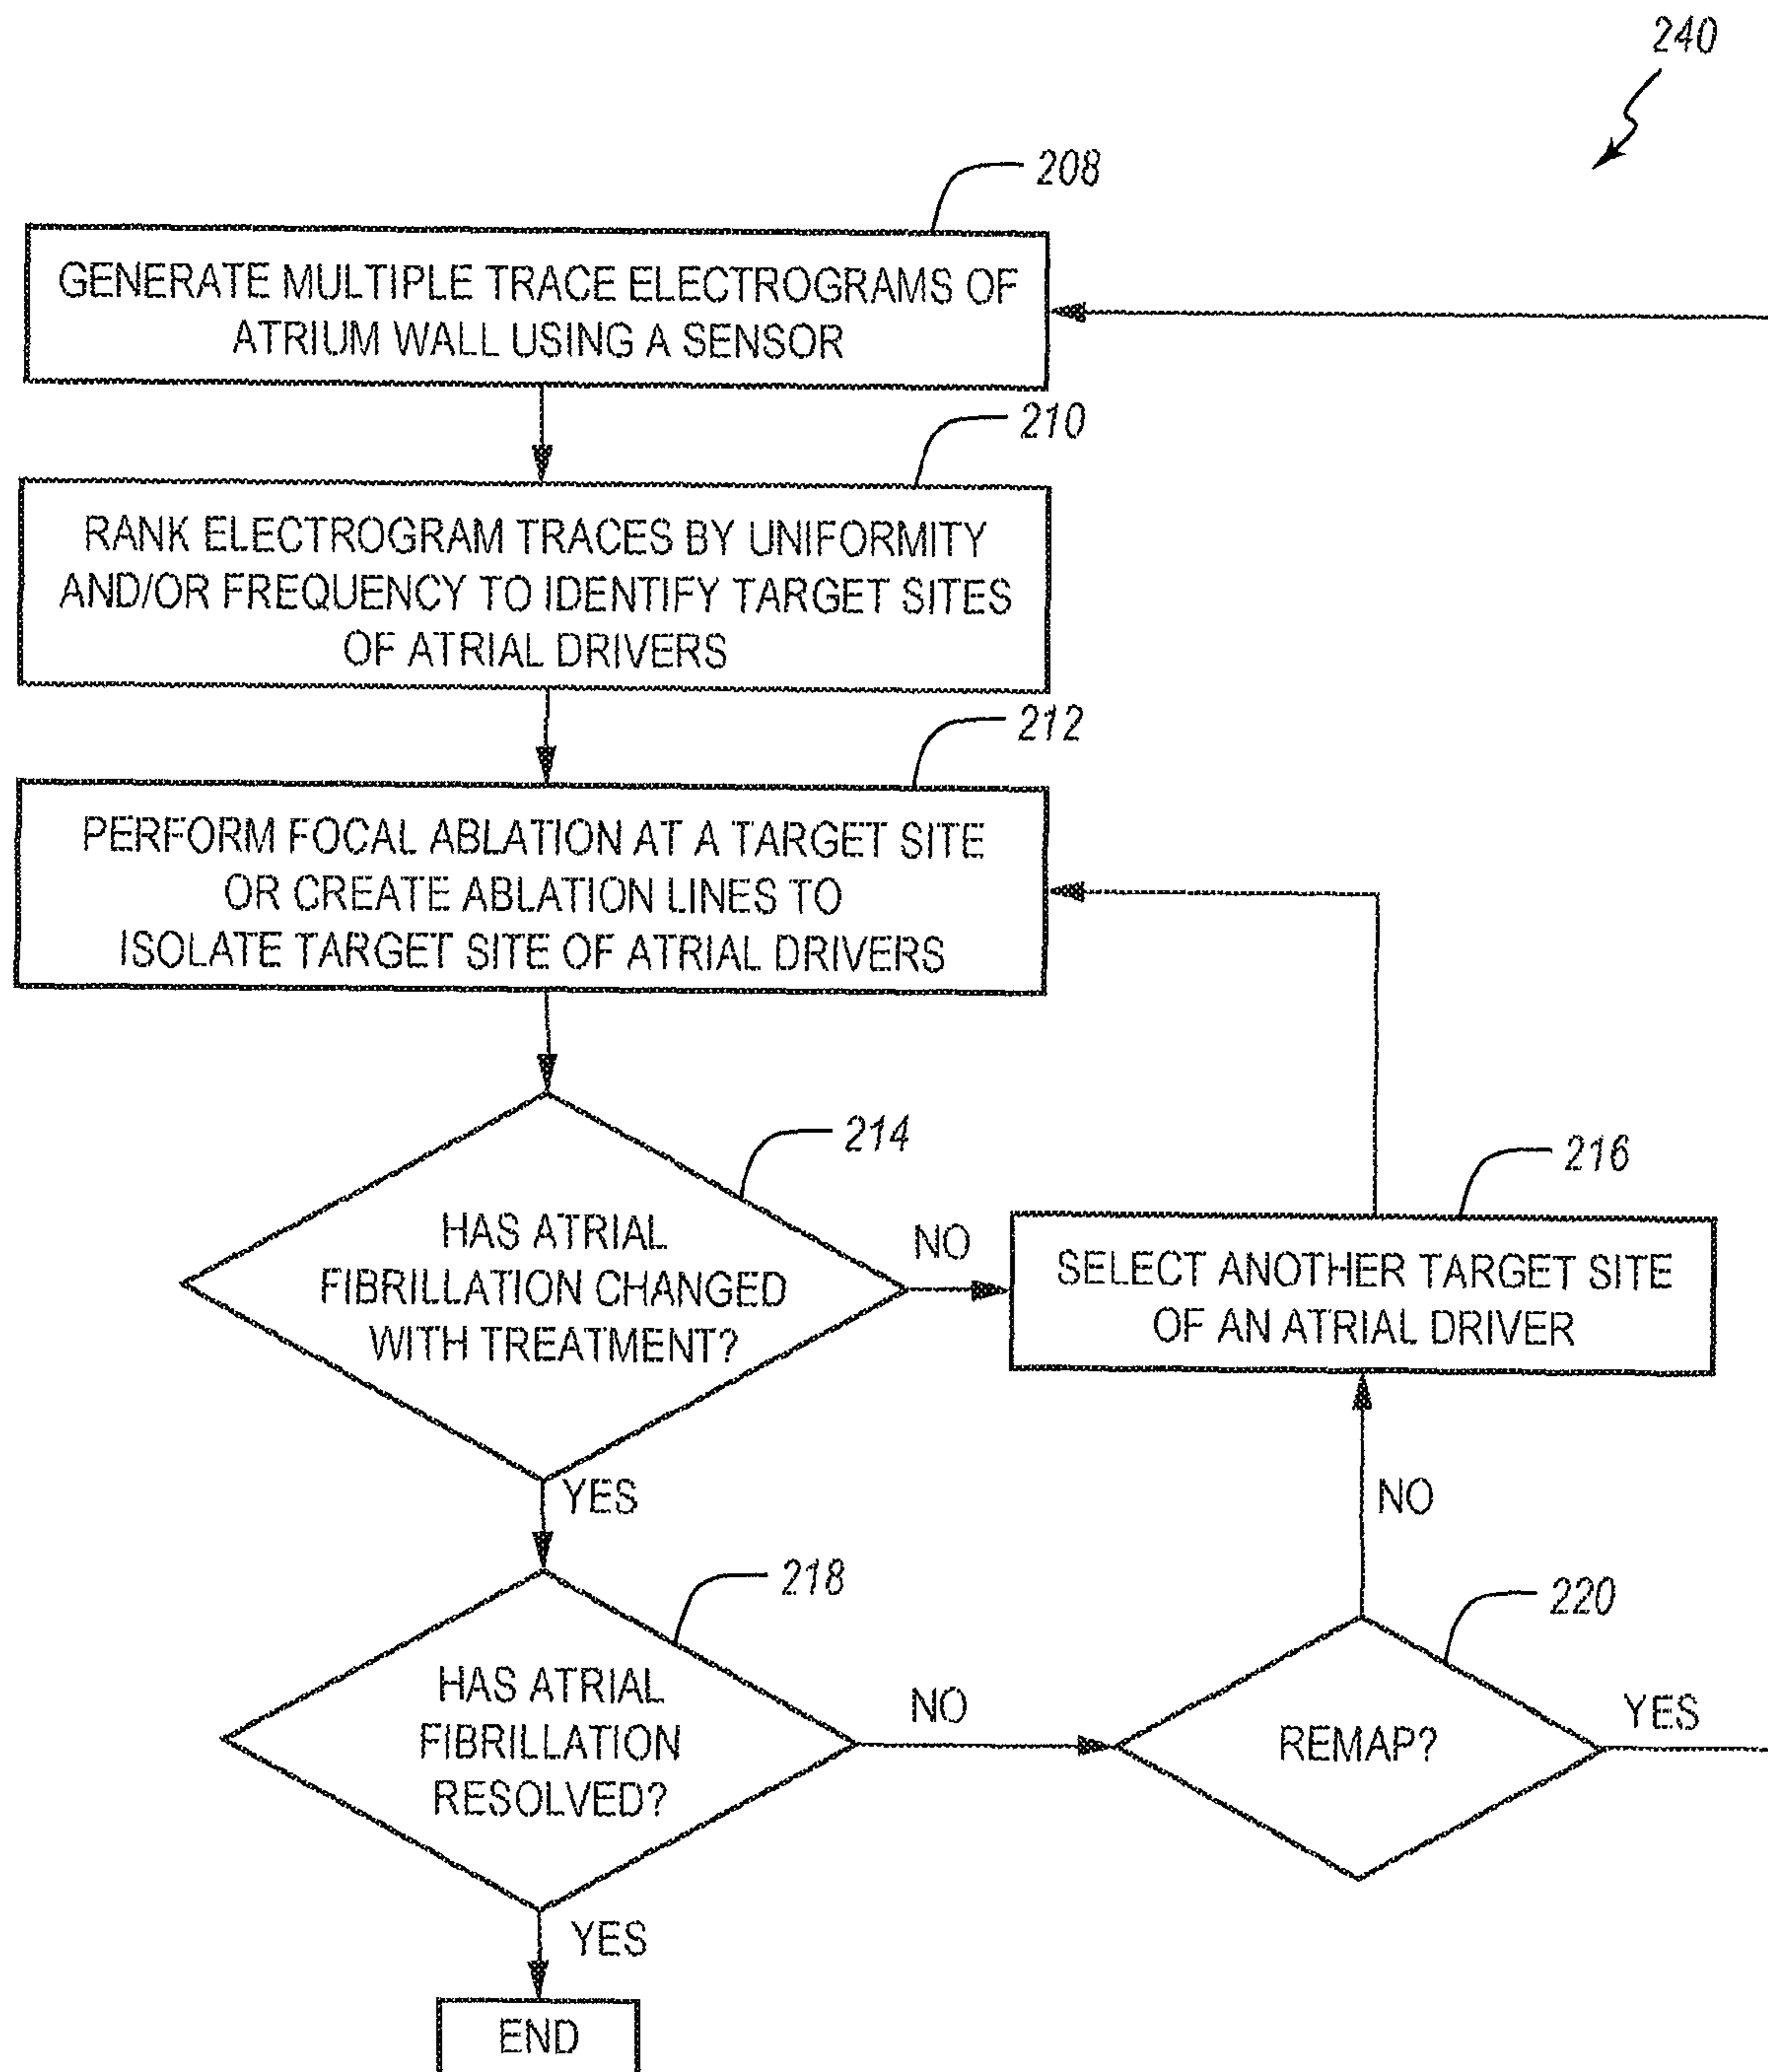 240
208
GENERATE MULTIPLE TRACE ELECTROGRAMS OF
ATRIUM WALL USING A SENSOR
210
RANK ELECTROGRAM TRACES BY UNIFORMITY
AND/OR FREQUENCY TO IDENTIFY TARGET SITES
OF ATRIAL DRIVERS
212
PERFORM FOCAL ABLATION AT A TARGET SITE
OR CREATE ABLATION LINES TO
ISOLATE TARGET SITE OF ATRIAL DRIVERS
214
HAS ATRIAL
FIBRILLATION CHANGED
WITH TREATMENT?
NO
216
SELECT ANOTHER TARGET SITE
OF AN ATRIAL DRIVER
YES
NO
218
HAS ATRIAL
FIBRILLATION
RESOLVED?
NO
220
REMAP?
YES
YES
END